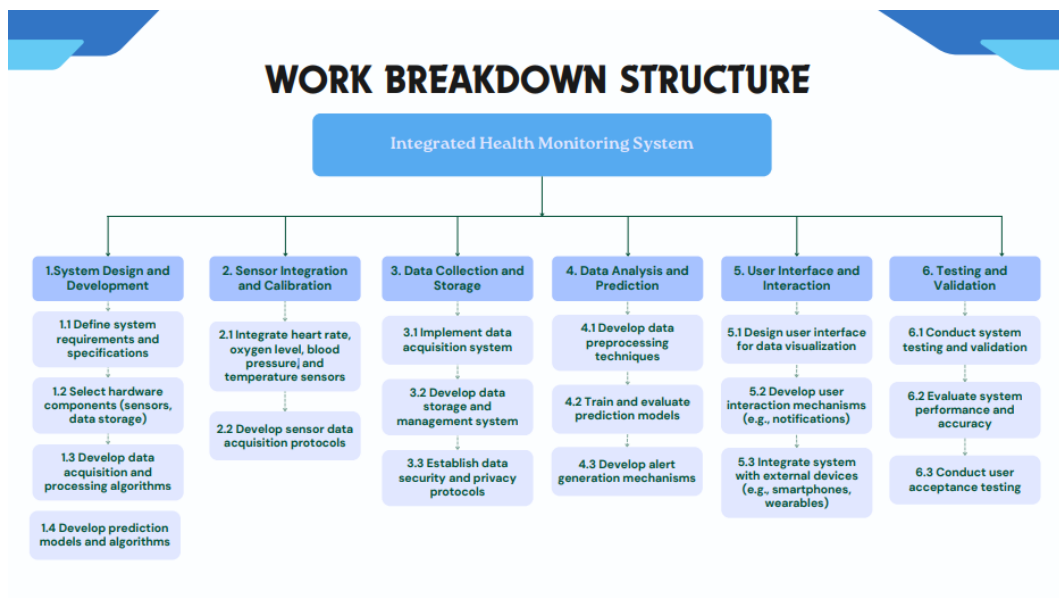 WORK BREAKDOWN STRUCTURE
Integrated Health Monitoring System
1.System Design and
Development
1.1 Define system
requirements and
specifications
1.2 Select hardware
components (sensors,
data storage)
1.3 Develop data
acquisition and
processing algorithms
1.4 Develop prediction
models and algorithms
2. Sensor Integration
and Calibration
2.1 Integrate heart rate,
oxygen level, blood
pressure, and
temperature sensors
2.2 Develop sensor data
acquisition protocols
3. Data Collection and
Storage
3.1 Implement data
acquisition system
3.2 Develop data
storage and
management system
3.3 Establish data
security and privacy
protocols
4. Data Analysis and
Prediction
4.1 Develop data
preprocessing
techniques
4.2 Train and evaluate
prediction models
4.3 Develop alert
generation mechanisms
5. User Interface and
Interaction
5.1 Design user interface
for data visualization
5.2 Develop user
interaction mechanisms
(e.g., notifications)
5.3 Integrate system
with external devices
(e.g., smartphones,
wearables)
6. Testing and
Validation
6.1 Conduct system
testing and validation
6.2 Evaluate system
performance and
accuracy
6.3 Conduct user
acceptance testing